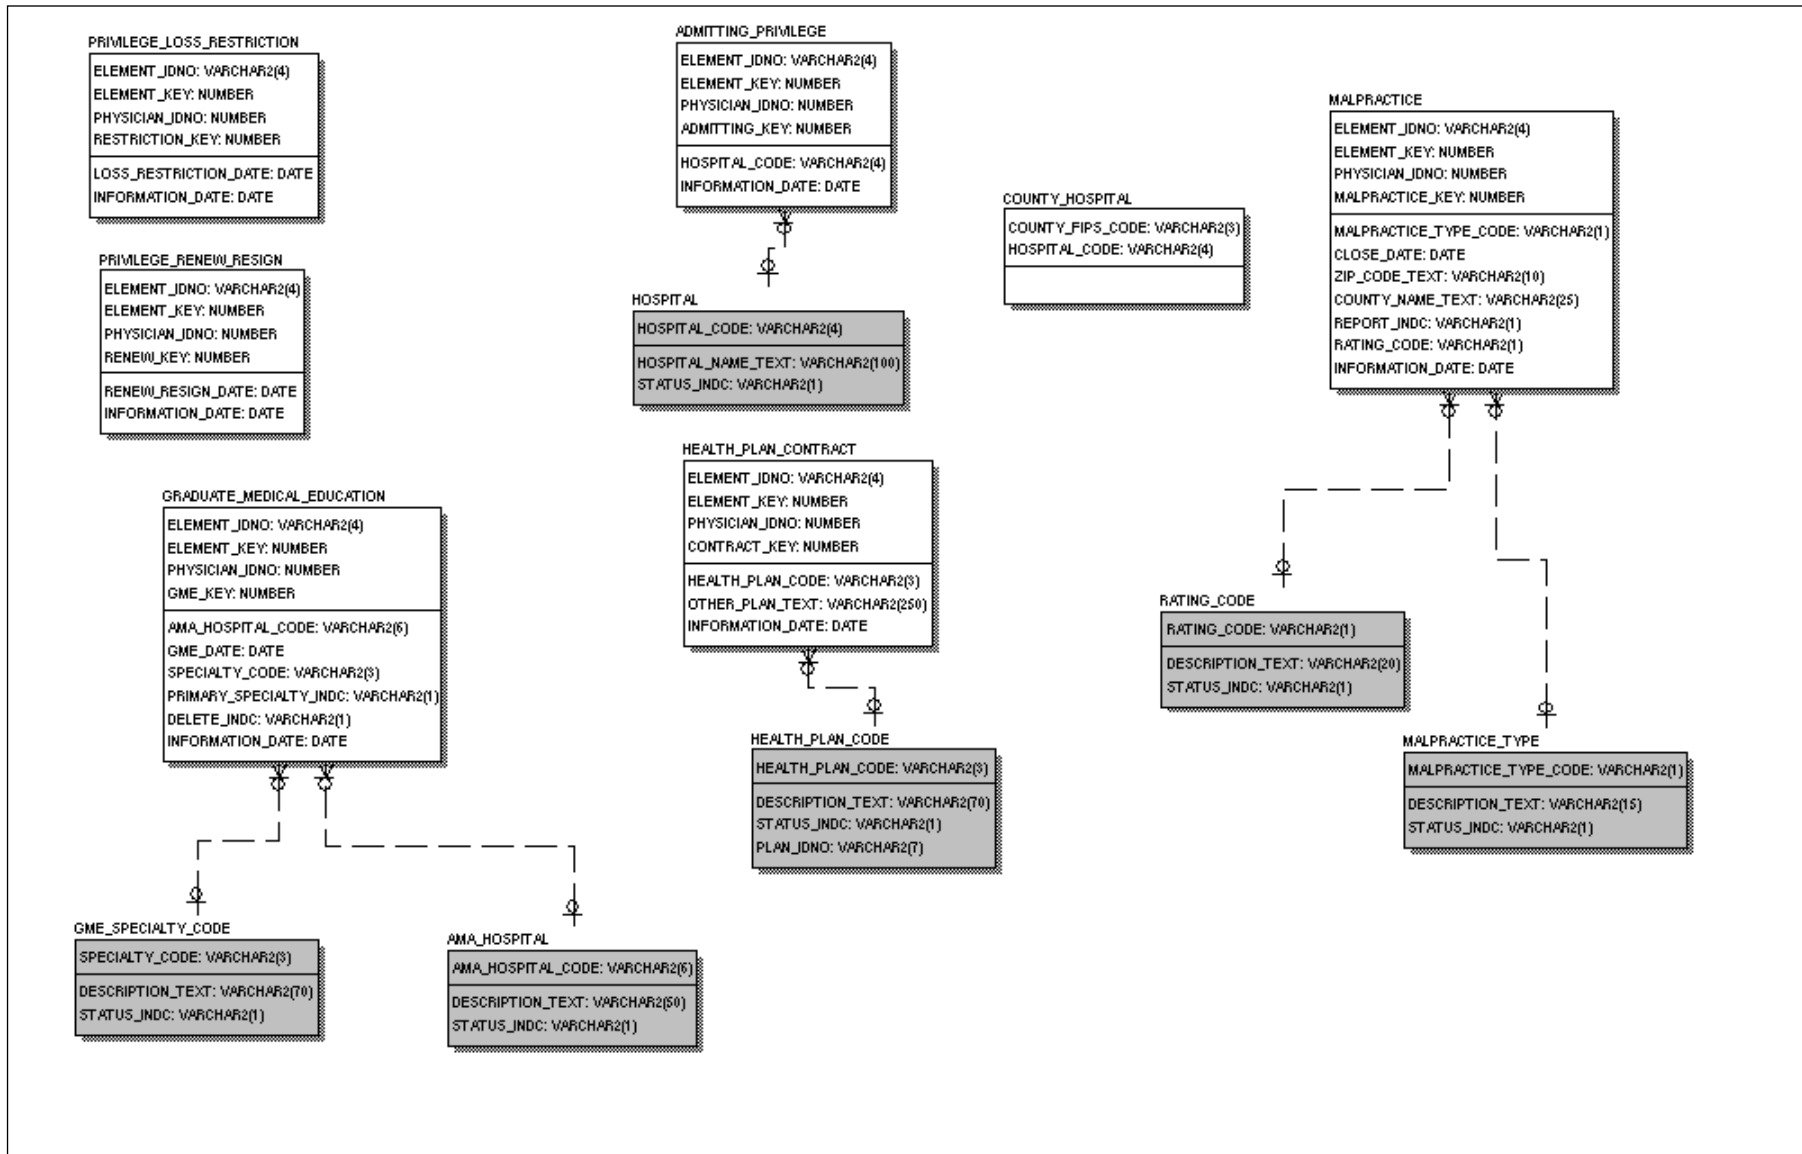 PRIVILEGE_LOSS_RESTRICTION
ELEMENT_IDNO: VARCHAR2(4)
ELEMENT_KEY: NUMBER
PHYSICIAN_IDNO: NUMBER
RESTRICTION_KEY: NUMBER
LOSS_RESTRICTION_DATE: DATE
INFORMATION_DATE: DATE
PRIVILEGE_RENEW_RESIGN
ELEMENT_IDNO: VARCHAR2(4)
ELEMENT_KEY: NUMBER
PHYSICIAN_IDNO: NUMBER
RENEW_KEY: NUMBER
RENEW_RESIGN_DATE: DATE
INFORMATION_DATE: DATE
GRADUATE_MEDICAL_EDUCATION
ELEMENT_IDNO: VARCHAR2(4)
ELEMENT_KEY: NUMBER
PHYSICIAN_IDNO: NUMBER
GME_KEY: NUMBER
AMA_HOSPITAL_CODE: VARCHAR2(6)
GME_DATE: DATE
SPECIALTY_CODE: VARCHAR2(3)
PRIMARY_SPECIALTY_INDC: VARCHAR2(1)
DELETE_INDC: VARCHAR2(1)
INFORMATION_DATE: DATE
GME_SPECIALTY_CODE
SPECIALTY_CODE: VARCHAR2(3)
DESCRIPTION_TEXT: VARCHAR2(70)
STATUS_INDC: VARCHAR2(1)
AMA_HOSPITAL
AMA_HOSPITAL_CODE: VARCHAR2(6)
DESCRIPTION_TEXT: VARCHAR2(50)
STATUS_INDC: VARCHAR2(1)
ADMITTING_PRIVILEGE
ELEMENT_IDNO: VARCHAR2(4)
ELEMENT_KEY: NUMBER
PHYSICIAN_IDNO: NUMBER
ADMITTING_KEY: NUMBER
HOSPITAL_CODE: VARCHAR2(4)
INFORMATION_DATE: DATE
HOSPITAL
HOSPITAL_CODE: VARCHAR2(4)
HOSPITAL_NAME_TEXT: VARCHAR2(100)
STATUS_INDC: VARCHAR2(1)
HEALTH_PLAN_CONTRACT
ELEMENT_IDNO: VARCHAR2(4)
ELEMENT_KEY: NUMBER
PHYSICIAN_IDNO: NUMBER
CONTRACT_KEY: NUMBER
HEALTH_PLAN_CODE: VARCHAR2(3)
OTHER_PLAN_TEXT: VARCHAR2(250)
INFORMATION_DATE: DATE
HEALTH_PLAN_CODE
HEALTH_PLAN_CODE: VARCHAR2(3)
DESCRIPTION_TEXT: VARCHAR2(70)
STATUS_INDC: VARCHAR2(1)
PLAN_IDNO: VARCHAR2(7)
COUNTY_HOSPITAL
COUNTY_FIPS_CODE: VARCHAR2(3)
HOSPITAL_CODE: VARCHAR2(4)
MALPRACTICE
ELEMENT_IDNO: VARCHAR2(4)
ELEMENT_KEY: NUMBER
PHYSICIAN_IDNO: NUMBER
MALPRACTICE_KEY: NUMBER
MALPRACTICE_TYPE_CODE: VARCHAR2(1)
CLOSE_DATE: DATE
ZIP_CODE_TEXT: VARCHAR2(10)
COUNTY_NAME_TEXT: VARCHAR2(25)
REPORT_INDC: VARCHAR2(1)
RATING_CODE: VARCHAR2(1)
INFORMATION_DATE: DATE
RATING_CODE
RATING_CODE: VARCHAR2(1)
DESCRIPTION_TEXT: VARCHAR2(20)
STATUS_INDC: VARCHAR2(1)
MALPRACTICE_TYPE
MALPRACTICE_TYPE_CODE: VARCHAR2(1)
DESCRIPTION_TEXT: VARCHAR2(15)
STATUS_INDC: VARCHAR2(1)